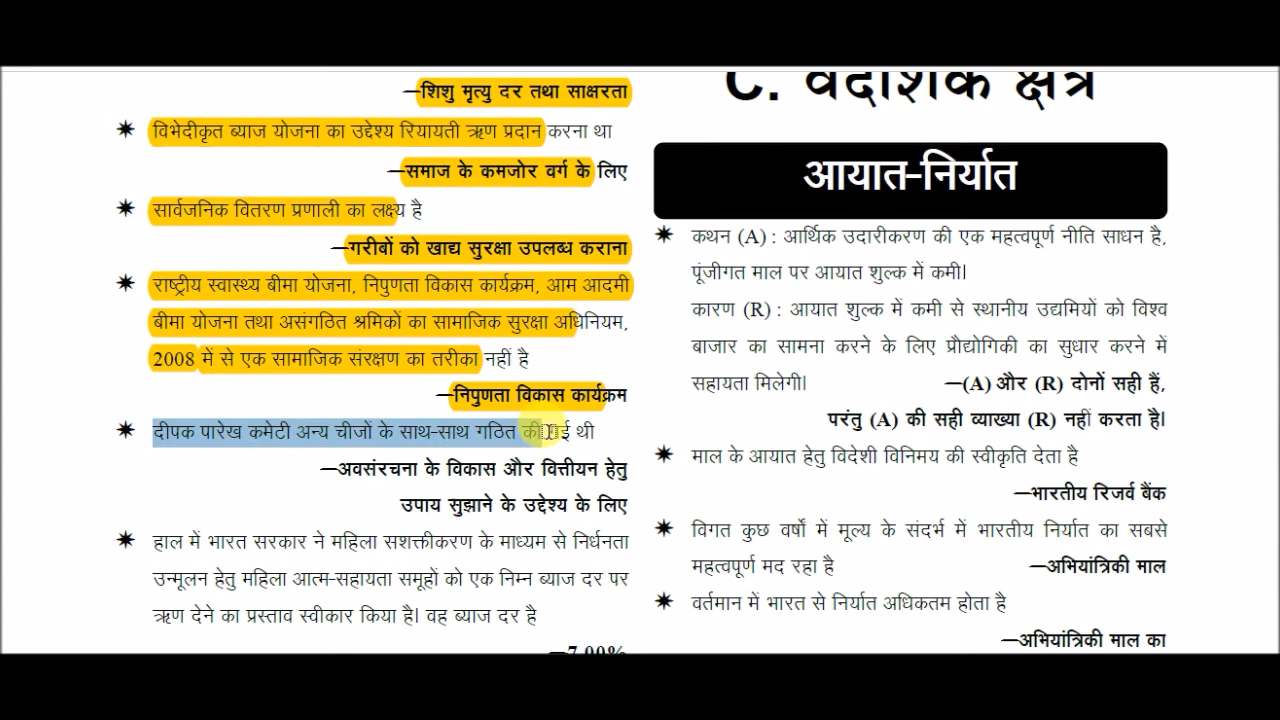 —शिशु मृत्यु दर तथा साक्षरता
✷ विभेदीकृत ब्याज योजना का उद्देश्य रियायती ऋण प्रदान करना था
—समाज के कमजोर वर्ग के लिए
✷ सार्वजनिक वितरण प्रणाली का लक्ष्य है
—गरीबों को खाद्य सुरक्षा उपलब्ध कराना
✷ राष्ट्रीय स्वास्थ्य बीमा योजना, निपुणता विकास कार्यक्रम, आम आदमी
बीमा योजना तथा असंगठित श्रमिकों का सामाजिक सुरक्षा अधिनियम,
2008 में से एक सामाजिक संरक्षण का तरीका नहीं है
—निपुणता विकास कार्यक्रम
✷ दीपक पारेख कमेटी अन्य चीजों के साथ-साथ गठित की गई थी
—अवसंरचना के विकास और वित्तीयन हेतु
उपाय सुझाने के उद्देश्य के लिए
✷ हाल में भारत सरकार ने महिला सशक्तीकरण के माध्यम से निर्धनता
उन्मूलन हेतु महिला आत्म-सहायता समूहों को एक निम्न ब्याज दर पर
ऋण देने का प्रस्ताव स्वीकार किया है। वह ब्याज दर है
—7.00%
C. वैदेशिक क्षेत्र
आयात-निर्यात
✷ कथन (A) : आर्थिक उदारीकरण की एक महत्वपूर्ण नीति साधन है,
पूंजीगत माल पर आयात शुल्क में कमी।
कारण (R) : आयात शुल्क में कमी से स्थानीय उद्यमियों को विश्व
बाजार का सामना करने के लिए प्रौद्योगिकी का सुधार करने में
सहायता मिलेगी। —(A) और (R) दोनों सही हैं,
परंतु (A) की सही व्याख्या (R) नहीं करता है।
✷ माल के आयात हेतु विदेशी विनिमय की स्वीकृति देता है
—भारतीय रिजर्व बैंक
✷ विगत कुछ वर्षों में मूल्य के संदर्भ में भारतीय निर्यात का सबसे
महत्वपूर्ण मद रहा है —अभियांत्रिकी माल
✷ वर्तमान में भारत से निर्यात अधिकतम होता है
—अभियांत्रिकी माल का